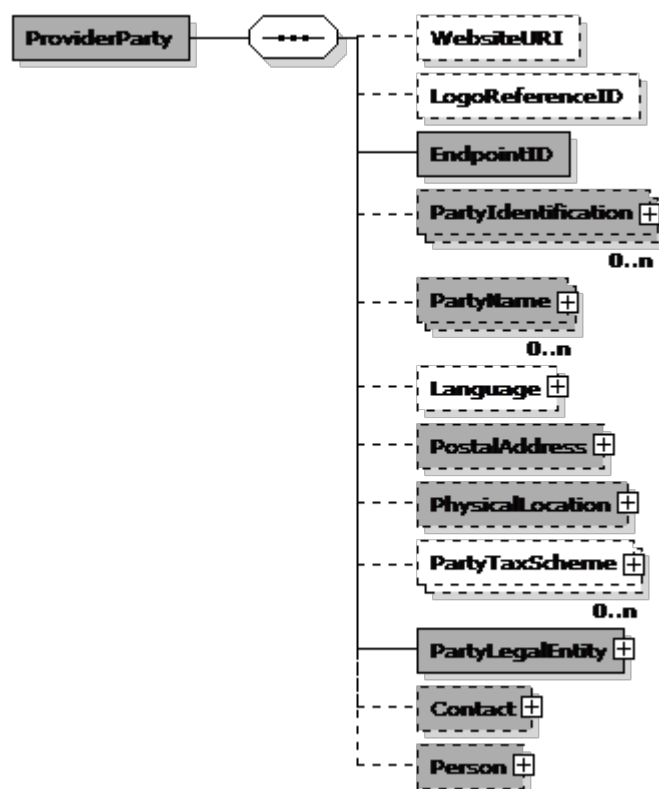 ProviderParty
WebsiteURI
LogoReferenceID
EndpointID
PartyIdentification
0..n
PartyName
0..n
Language
PostalAddress
PhysicalLocation
PartyTaxScheme
0..n
PartyLegalEntity
Contact
Person